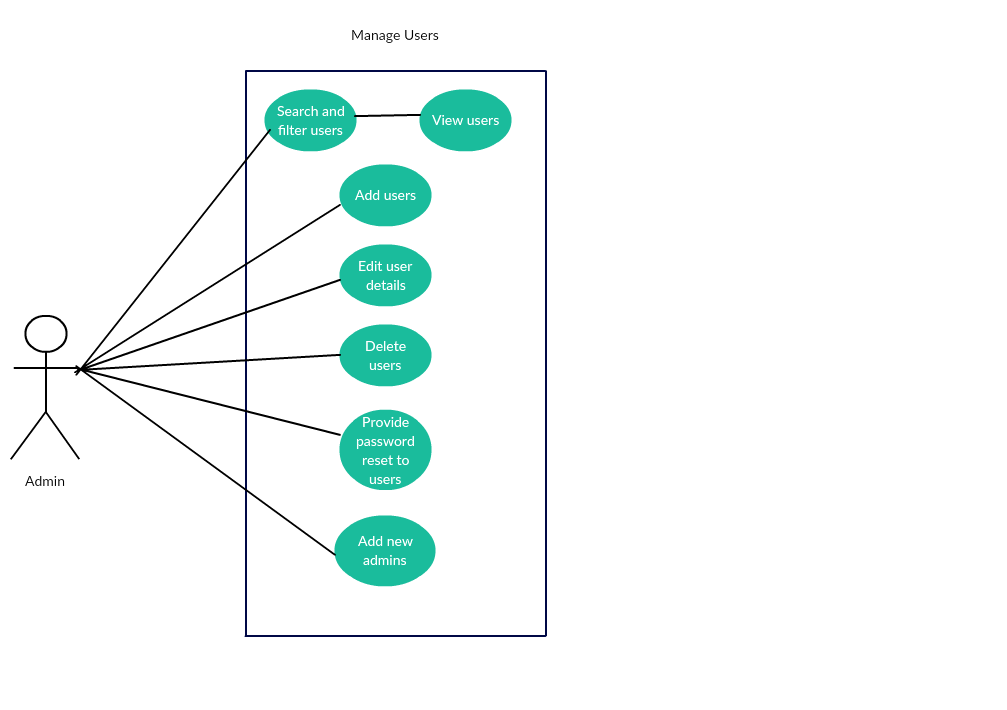 Manage Users
Search and
filter users
View users
Add users
Edit user
details
Delete
users
Provide
password
reset to
users
Admin
Add new
admins